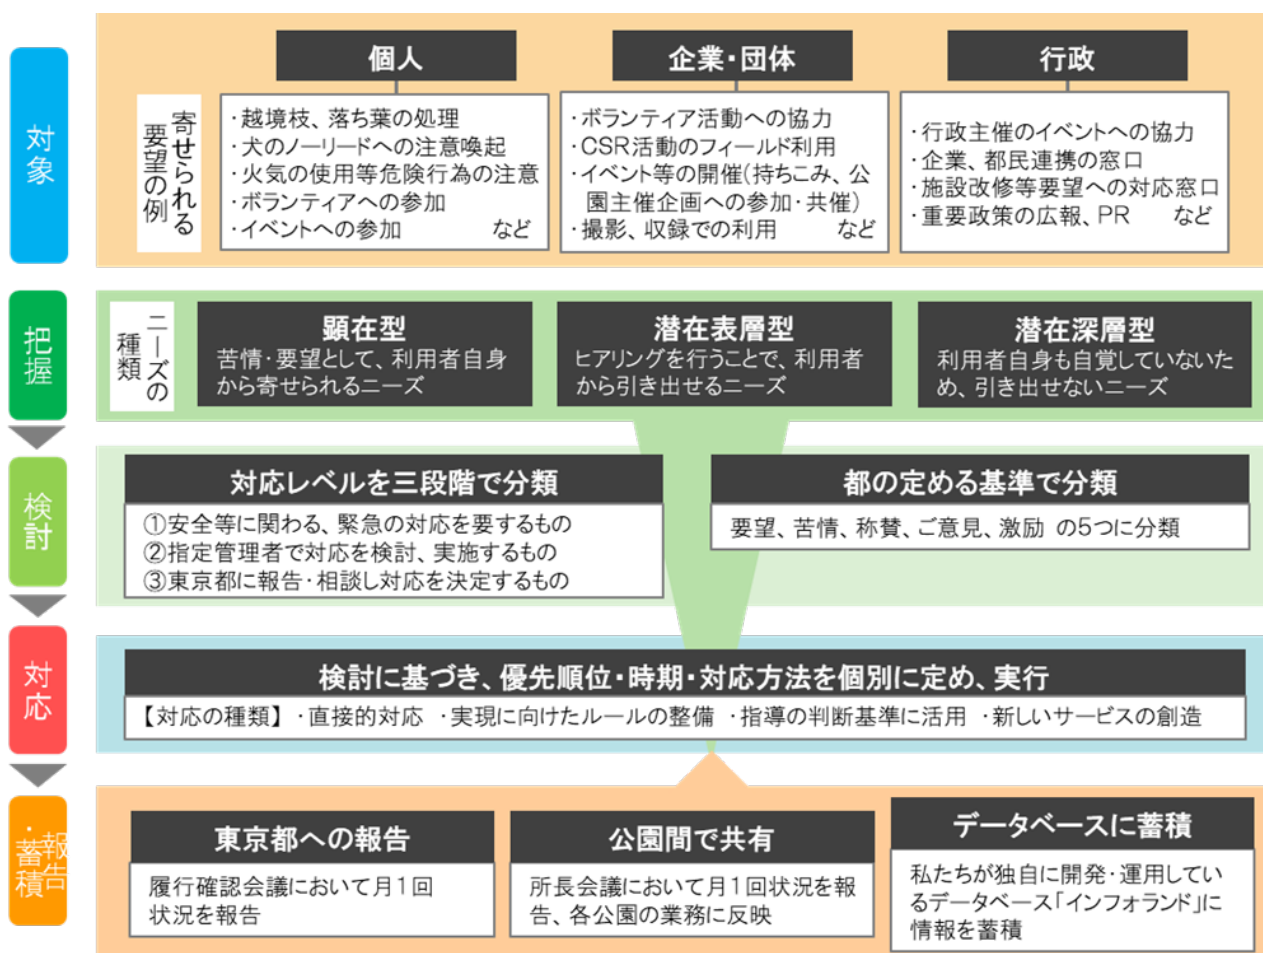 対象
寄せられる
要望の例
個人
・越境枝、落ち葉の処理
・犬のノーリードへの注意喚起
・火気の使用等危険行為の注意
・ボランティアへの参加
・イベントへの参加 など
企業・団体
・ボランティア活動への協力
・CSR活動のフィールド利用
・イベント等の開催(持ちこみ、公
園主催企画への参加・共催)
・撮影、収録での利用 など
行政
・行政主催のイベントへの協力
・企業、都民連携の窓口
・施設改修等要望への対応窓口
・重要政策の広報、PR など
把握
ニーズの
種類
顕在型
苦情・要望として、利用者自身
から寄せられるニーズ
潜在表層型
ヒアリングを行うことで、利用者
から引き出せるニーズ
潜在深層型
利用者自身も自覚していないた
め、引き出せないニーズ
検討
対応レベルを三段階で分類
①安全等に関わる、緊急の対応を要するもの
②指定管理者で対応を検討、実施するもの
③東京都に報告・相談し対応を決定するもの
都の定める基準で分類
要望、苦情、称賛、ご意見、激励 の5つに分類
対応
検討に基づき、優先順位・時期・対応方法を個別に定め、実行
【対応の種類】 ・直接的対応 ・実現に向けたルールの整備 ・指導の判断基準に活用 ・新しいサービスの創造
報告
・蓄積
東京都への報告
履行確認会議において月1回
状況を報告
公園間で共有
所長会議において月1回状況を報
告、各公園の業務に反映
データベースに蓄積
私たちが独自に開発・運用してい
るデータベース「インフォランド」に
情報を蓄積